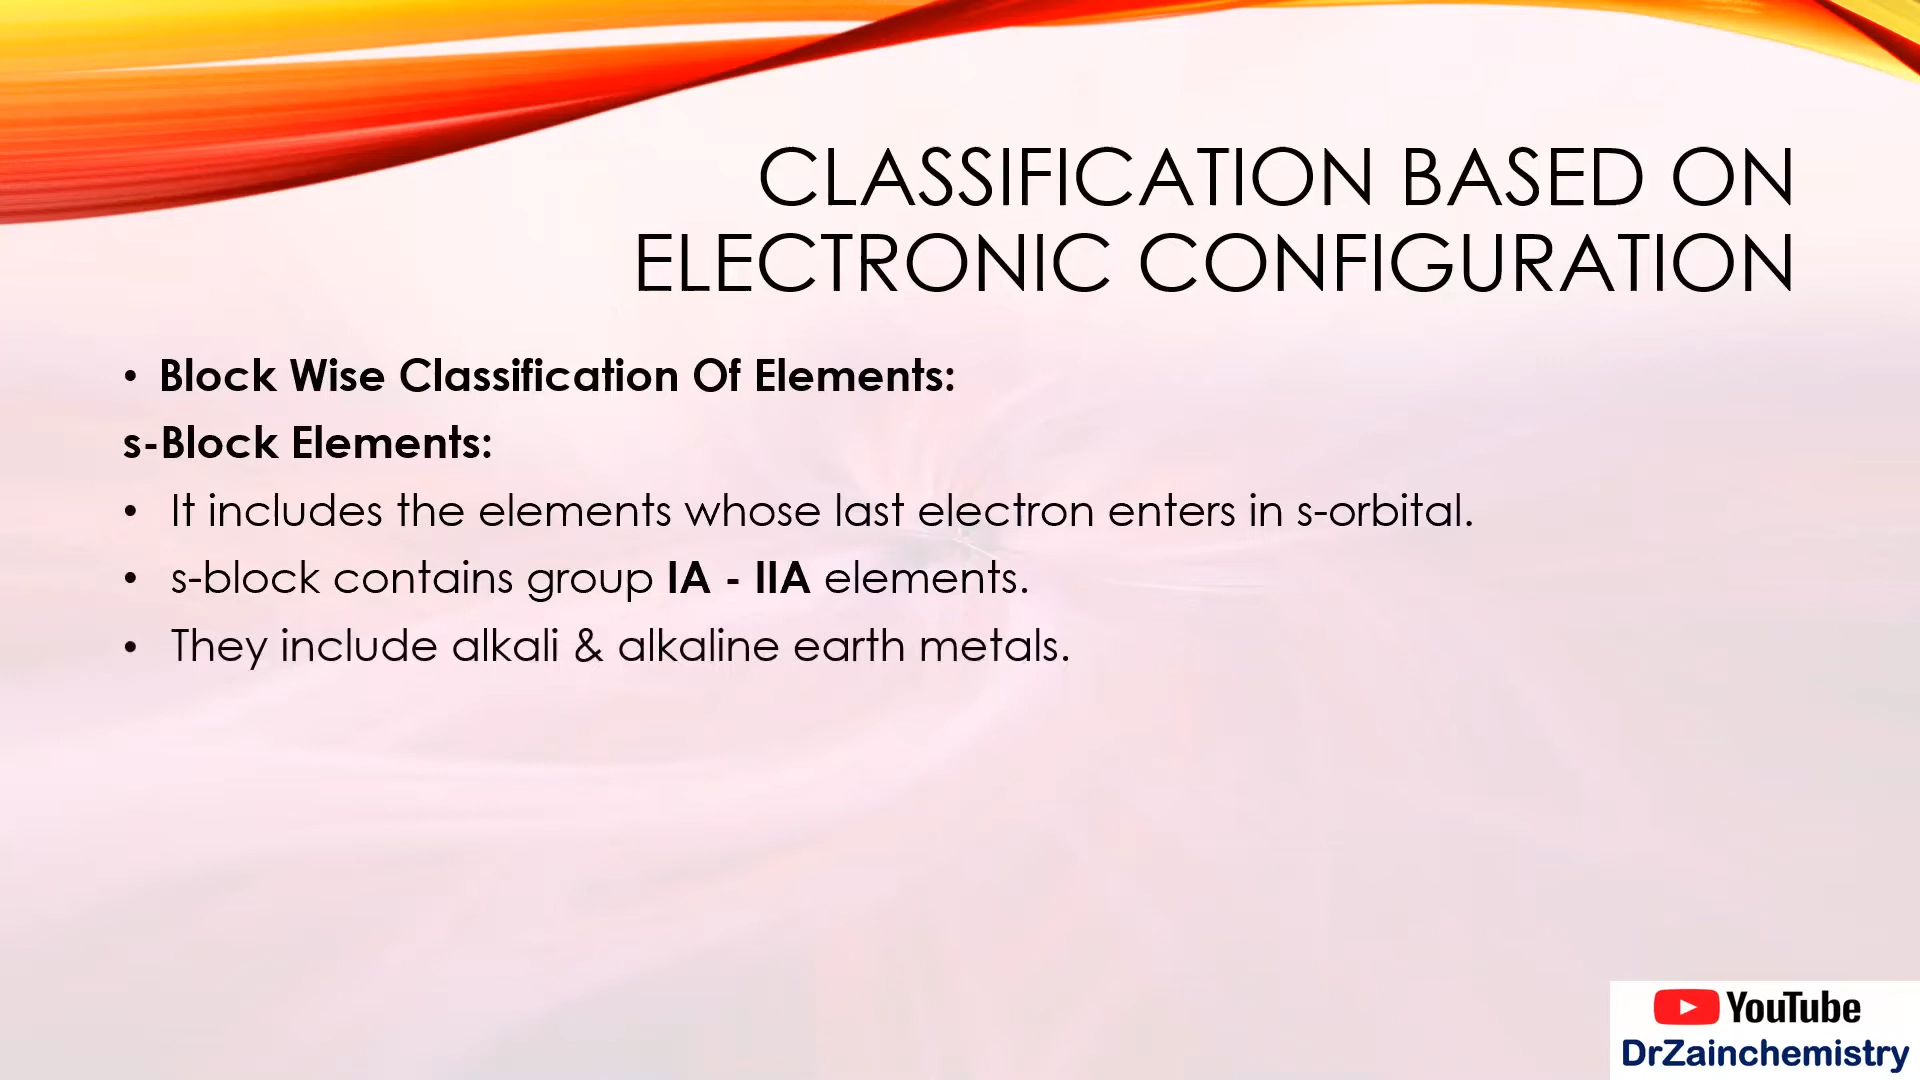 CLASSIFICATION BASED ON
ELECTRONIC CONFIGURATION
• Block Wise Classification Of Elements:
s-Block Elements:
• It includes the elements whose last electron enters in s-orbital.
• s-block contains group IA - IIA elements.
• They include alkali & alkaline earth metals.
YouTube
DrZainchemistry